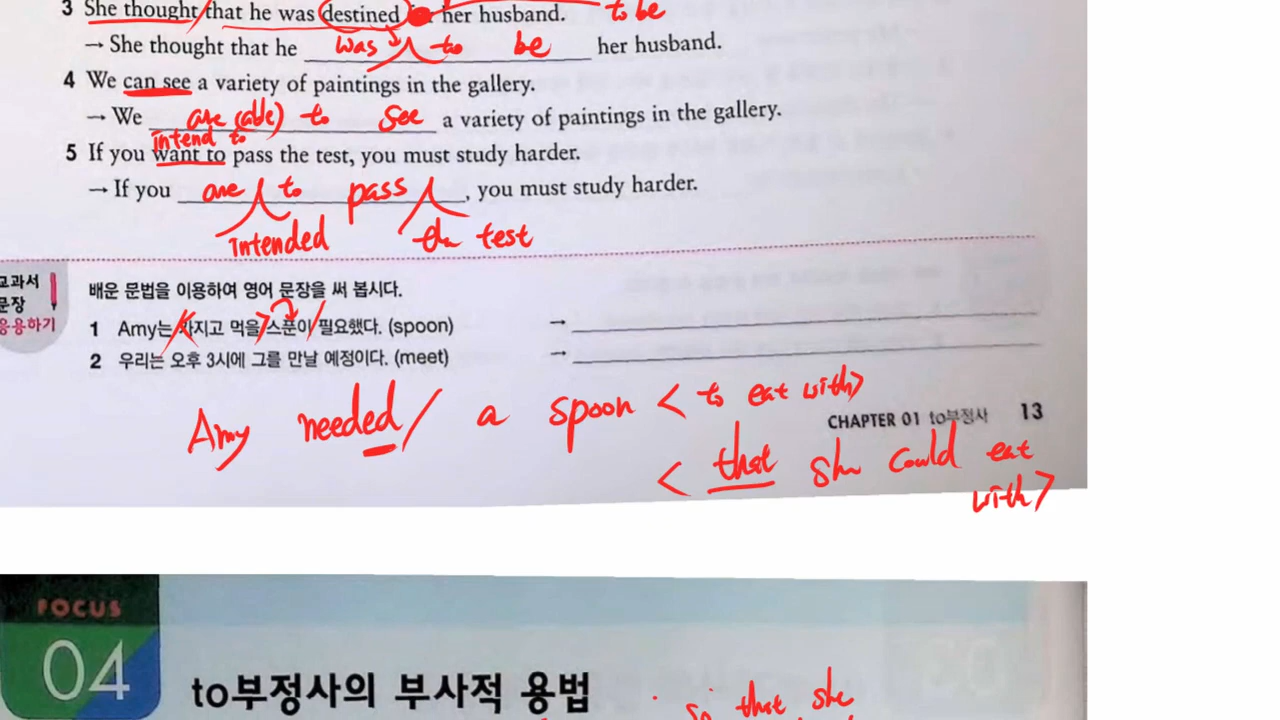 3 She thought that he was destined her husband. to be
→ She thought that he was to be her husband.
4 We can see a variety of paintings in the gallery.
→ We are (able) to see a variety of paintings in the gallery.
intend to
5 If you want to pass the test, you must study harder.
→ If you are to pass, you must study harder.
intended the test
교과서
문장
응용하기
배운 문법을 이용하여 영어 문장을 써 봅시다.
1 Amy는 가지고 먹을 스푼이 필요했다. (spoon) →
2 우리는 오후 3시에 그를 만날 예정이다. (meet) →
Amy needed / a spoon < to eat with >
CHAPTER 01 to부정사 13
< that she could eat
with >
FOCUS
04
to부정사의 부사적 용법
so that she